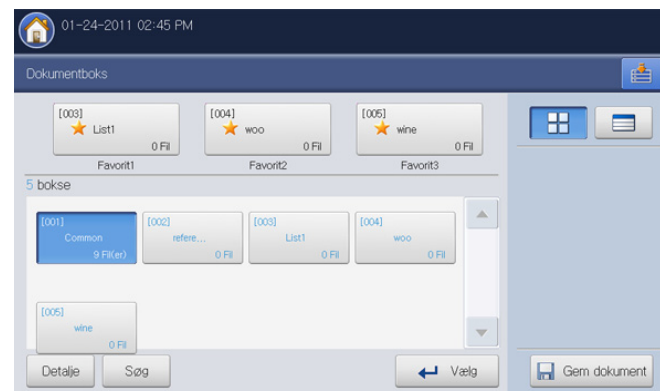 01-24-2011 02:45 PM
Dokumentboks
[003] [004] [005]
List1 woo wine
0 Fil 0 Fil 0 Fil
Favorit1 Favorit2 Favorit3
5 bokse
[001] [002] [003] [004]
Common refere... List1 woo
9 Fil(er) 0 Fil 0 Fil 0 Fil
[005]
wine
0 Fil
Detalje Søg Vælg Gem dokument